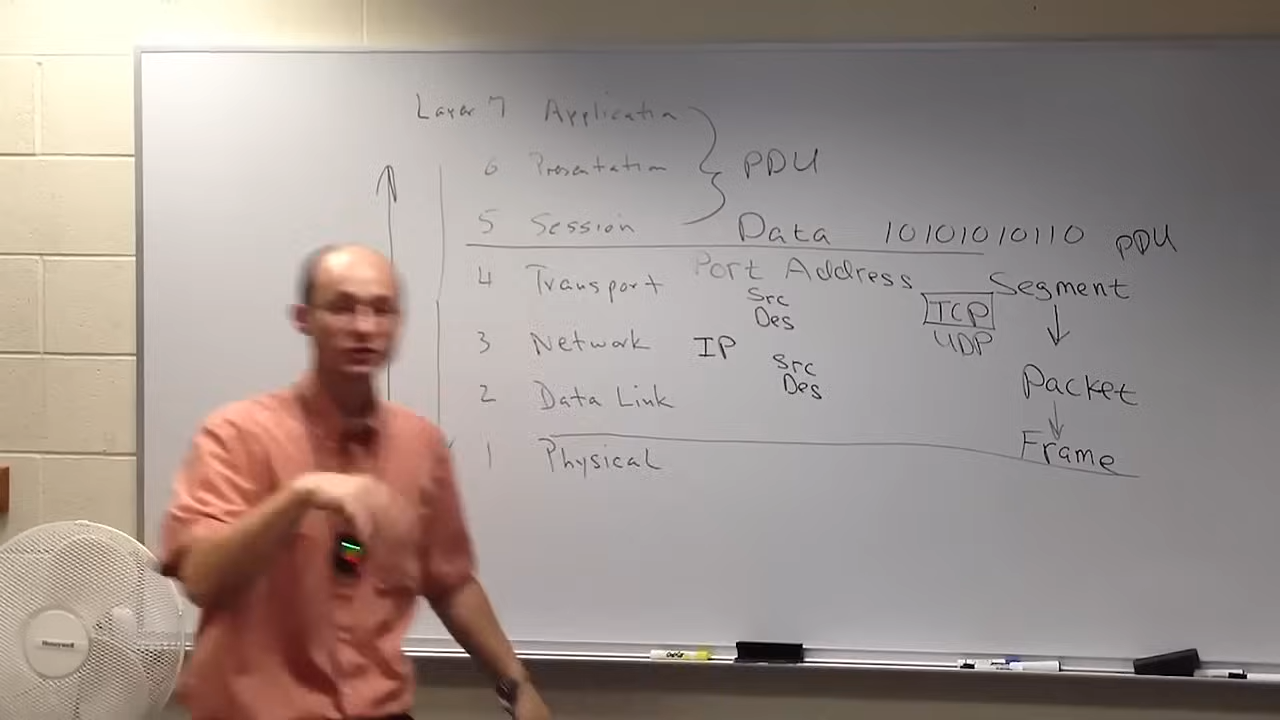 Layer 7 Application
6 Presentation PDU
5 Session Data 10101010110 PDU
4 Transport Port Address Segment
Src
Des
TCP
UDP
3 Network IP
Src
Des
Packet
2 Data Link
Frame
1 Physical
Honeywell